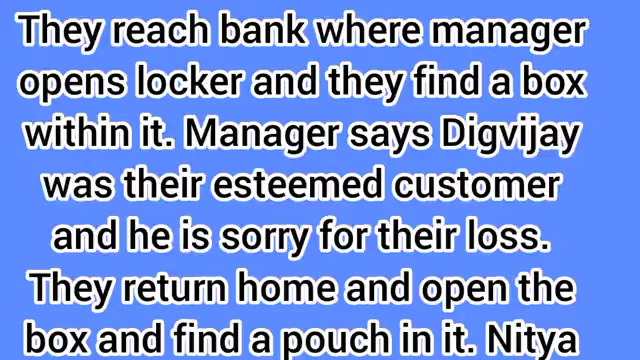 They reach bank where manager
opens locker and they find a box
within it. Manager says Digvijay
was their esteemed customer
and he is sorry for their loss.
They return home and open the
box and find a pouch in it. Nitya